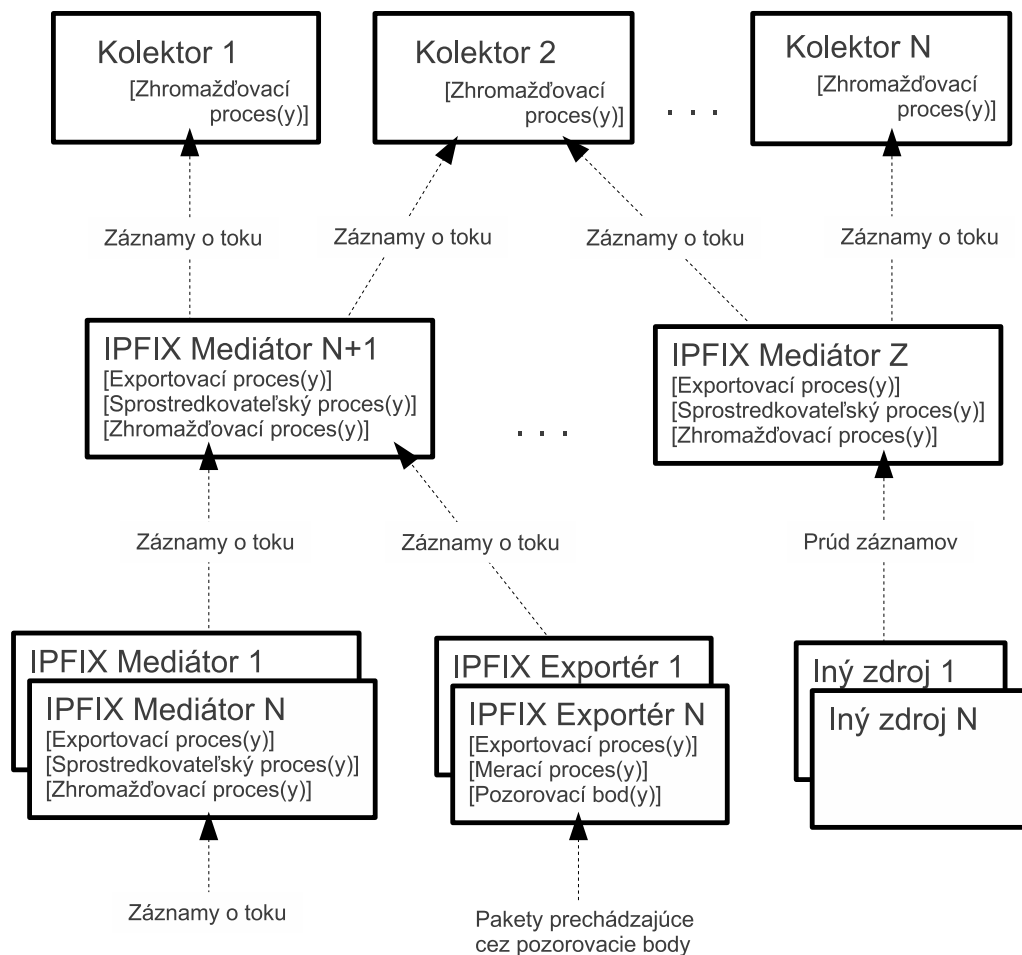 Kolektor 1
[Zhromažďovací
proces(y)]
Kolektor 2
[Zhromažďovací
proces(y)]
. . .
Kolektor N
[Zhromažďovací
proces(y)]
Záznamy o toku
Záznamy o toku
Záznamy o toku
Záznamy o toku
IPFIX Mediátor N+1
[Exportovací proces(y)]
[Sprostredkovateľský proces(y)]
[Zhromažďovací proces(y)]
. . .
IPFIX Mediátor Z
[Exportovací proces(y)]
[Sprostredkovateľský proces(y)]
[Zhromažďovací proces(y)]
Záznamy o toku
Záznamy o toku
Prúd záznamov
IPFIX Mediátor 1
IPFIX Mediátor N
[Exportovací proces(y)]
[Sprostredkovateľský proces(y)]
[Zhromažďovací proces(y)]
IPFIX Exportér 1
IPFIX Exportér N
[Exportovací proces(y)]
[Merací proces(y)]
[Pozorovací bod(y)]
Iný zdroj 1
Iný zdroj N
Záznamy o toku
Pakety prechádzajúce
cez pozorovacie body